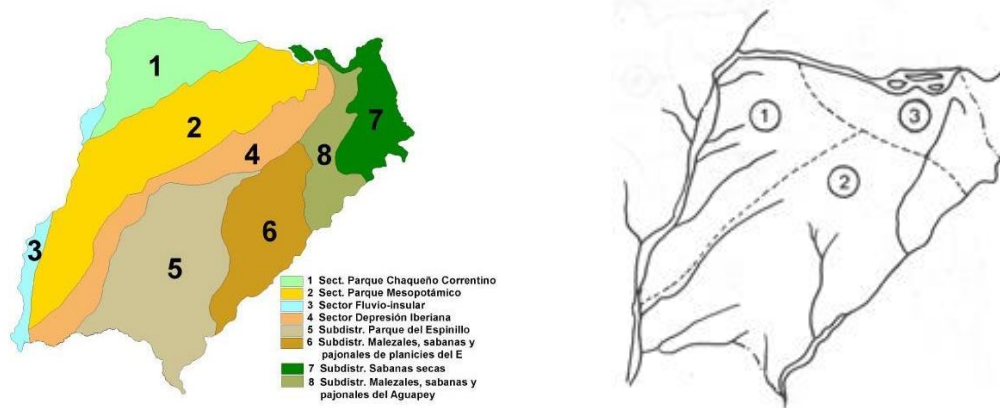 1
2
3
4
5
6
7
8
1 Sect. Parque Chaqueño Correntino
2 Sect. Parque Mesopotámico
3 Sector Fluvio-insular
4 Sector Depresión Iberiana
5 Subdistr. Parque del Espinillo
6 Subdistr. Malezales, sabanas y
pajonales de planicies del E
7 Subdistr. Sabanas secas
8 Subdistr. Malezales, sabanas y
pajonales del Aguapey
1
2
3